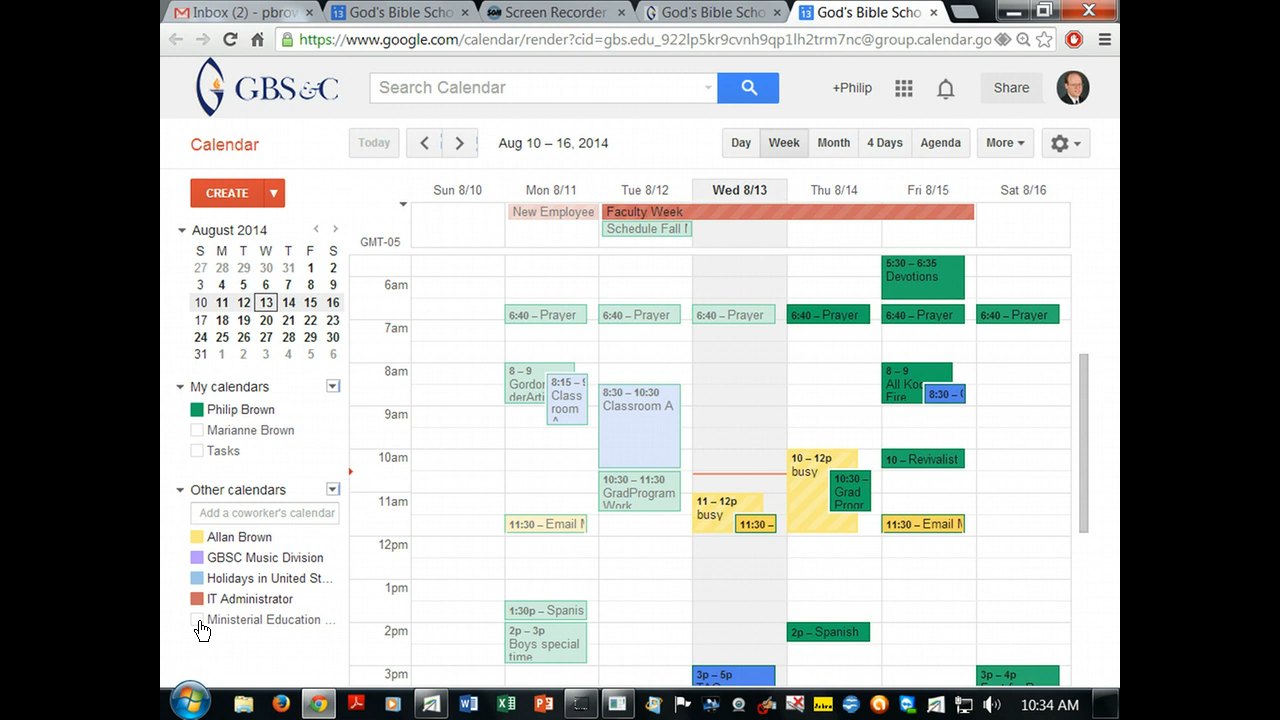 Inbox (2) - pbrov
God's Bible Scho
Screen Recorder
God's Bible Scho
God's Bible Scho
https://www.google.com/calendar/render?cid=gbs.edu_922lp5kr9cvnh9qp1lh2trm7nc@group.calendar.go
GBS&C
Search Calendar
+Philip
Share
Calendar
Today
Aug 10 – 16, 2014
Day
Week
Month
4 Days
Agenda
More
CREATE
Sun 8/10
Mon 8/11
Tue 8/12
Wed 8/13
Thu 8/14
Fri 8/15
Sat 8/16
New Employee
Faculty Week
Schedule Fall
GMT-05
August 2014
S M T W T F S
27 28 29 30 31 1 2
3 4 5 6 7 8 9
10 11 12 13 14 15 16
17 18 19 20 21 22 23
24 25 26 27 28 29 30
31 1 2 3 4 5 6
My calendars
Philip Brown
Marianne Brown
Tasks
Other calendars
Add a coworker's calendar
Allan Brown
GBSC Music Division
Holidays in United St...
IT Administrator
Ministerial Education ...
6am
7am
8am
9am
10am
11am
12pm
1pm
2pm
3pm
6:40 – Prayer
8 – 9
Gordor
derArti
8:15 –
Class
room
11:30 – Email
1:30p – Spanis
2p – 3p
Boys special
time
6:40 – Prayer
8:30 – 10:30
Classroom A
10:30 – 11:30
GradProgram
Work
6:40 – Prayer
11 – 12p
busy
11:30 –
3p – 5p
6:40 – Prayer
10 – 12p
busy
10:30 –
Grad
Progr
2p – Spanish
5:30 – 6:35
Devotions
6:40 – Prayer
8 – 9
All Ko
Fire
8:30 –
10 – Revivalist
11:30 – Email
6:40 – Prayer
3p – 4p
10:34 AM